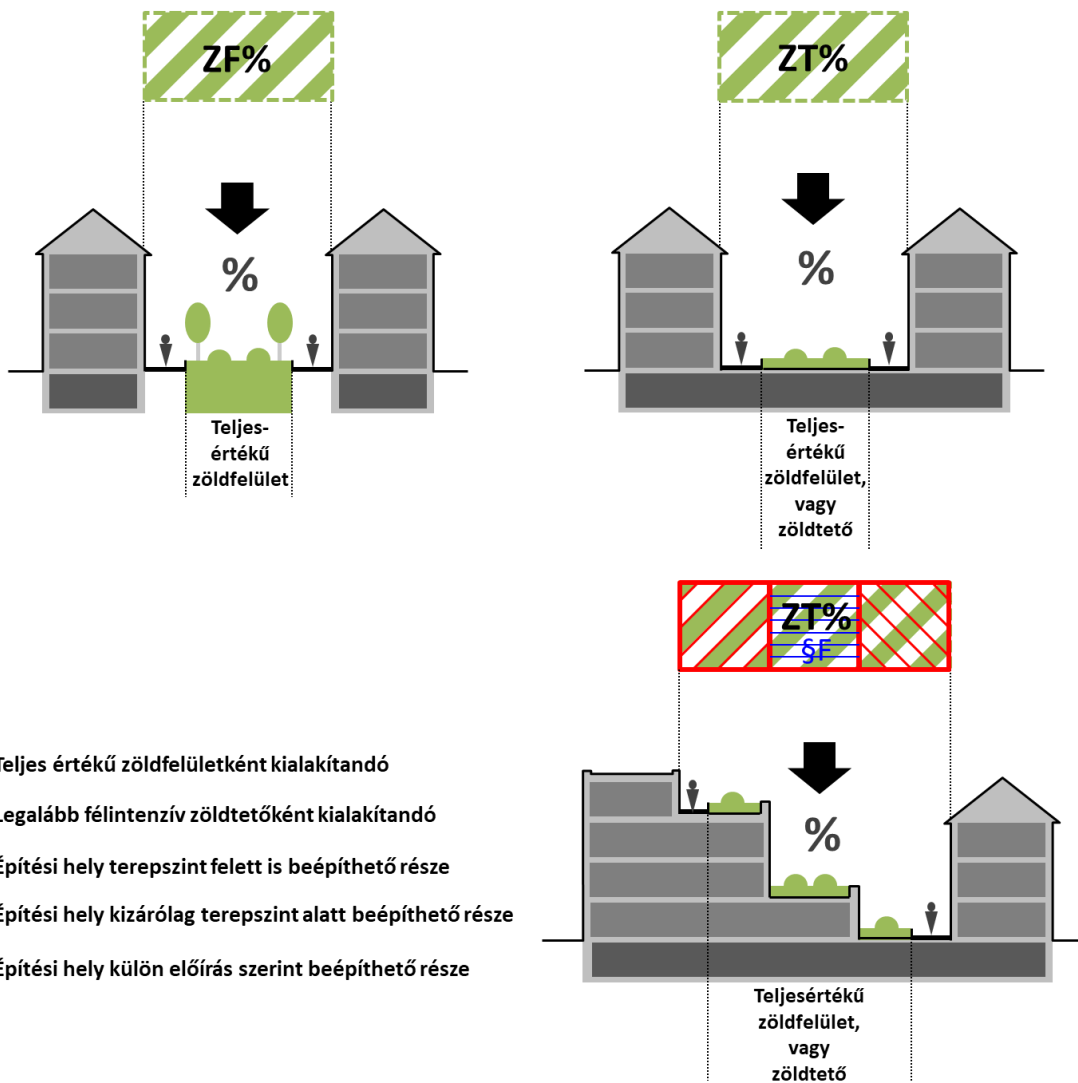 ZF%
%
Teljes-
értékű
zöldfelület
ZT%
%
Teljes-
értékű
zöldfelület,
vagy
zöldtető
ZT%
§F
%
Teljesértékű
zöldfelület,
vagy
zöldtető
Teljes értékű zöldfelületként kialakítandó
Legalább félintenzív zöldtetőként kialakítandó
Építési hely terepszint felett is beépíthető része
Építési hely kizárólag terepszint alatt beépíthető része
Építési hely külön előírás szerint beépíthető része